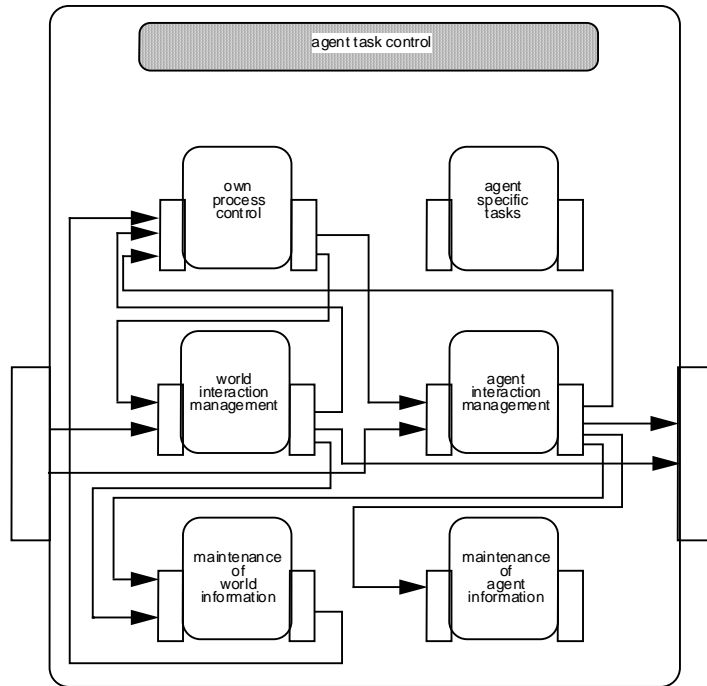 agent task control
own
process
control
agent
specific
tasks
world
interaction
management
agent
interaction
management
maintenance
of
world
information
maintenance
of
agent
information